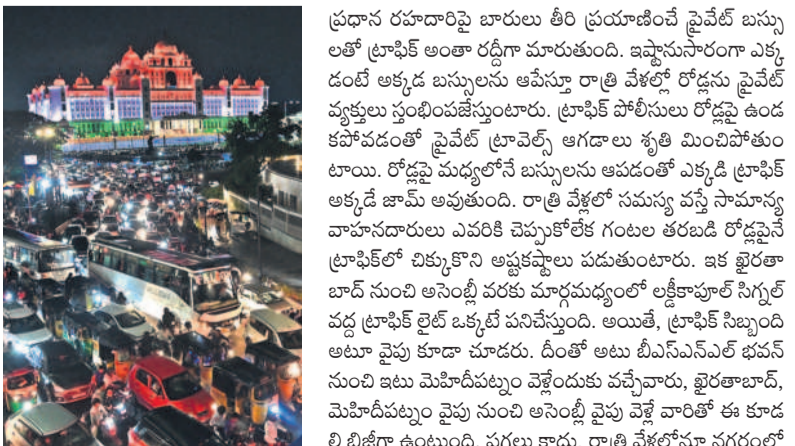 ప్రధాన రహదారిపై బారులు తీరి ప్రయాణించే ప్రైవేట్ బస్సు
లతో ట్రాఫిక్ అంతా రద్దీగా మారుతుంది. ఇష్టానుసారంగా ఎక్క
డంటే అక్కడ బస్సులను ఆపేస్తూ రాత్రి వేళల్లో రోడ్లను ప్రైవేట్
వ్యక్తులు స్తంభింపజేస్తుంటారు. ట్రాఫిక్ పోలీసులు రోడ్లపై ఉండ
కపోవడంతో ప్రైవేట్ ట్రావెల్స్ ఆగడాలు శృతి మించిపోతుం
టాయి. రోడ్లపై మధ్యలోనే బస్సులను ఆపడంతో ఎక్కడి ట్రాఫిక్
అక్కడే జామ్ అవుతుంది. రాత్రి వేళ్లలో సమస్య వస్తే సామాన్య
వాహనదారులు ఎవరికి చెప్పుకోలేక గంటల తరబడి రోడ్లపైనే
ట్రాఫిక్‌లో చిక్కుకొని అష్టకష్టాలు పడుతుంటారు. ఇక ఖైరతా
బాద్ నుంచి అసెంబ్లీ వరకు మార్గమధ్యంలో లక్డీకాపూల్ సిగ్నల్
వద్ద ట్రాఫిక్ లైట్ ఒక్కటే పనిచేస్తుంది. అయితే, ట్రాఫిక్ సిబ్బంది
అటూ వైపు కూడా చూడరు. దీంతో అటు బీఎస్ఎన్ఎల్ భవన్
నుంచి ఇటు మెహిదీపట్నం వెళ్లేందుకు వచ్చేవారు, ఖైరతాబాద్,
మెహిదీపట్నం వైపు నుంచి అసెంబ్లీ వైపు వెళ్లే వారితో ఈ కూడ
లి బిజీగా ఉంటుంది. పగలు కాదు, రాత్రి వేళల్లోనూ నగరంలో